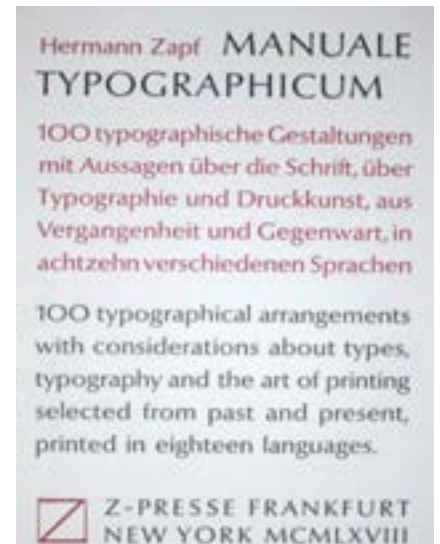 Hermann Zapf MANUALE
TYPOGRAPHICUM
100 typographische Gestaltungen
mit Aussagen über die Schrift, über
Typographie und Druckkunst, aus
Vergangenheit und Gegenwart, in
achtzehn verschiedenen Sprachen
100 typographical arrangements
with considerations about types,
typography and the art of printing
selected from past and present,
printed in eighteen languages.
Z-PRESSE FRANKFURT
NEW YORK MCMLXVIII